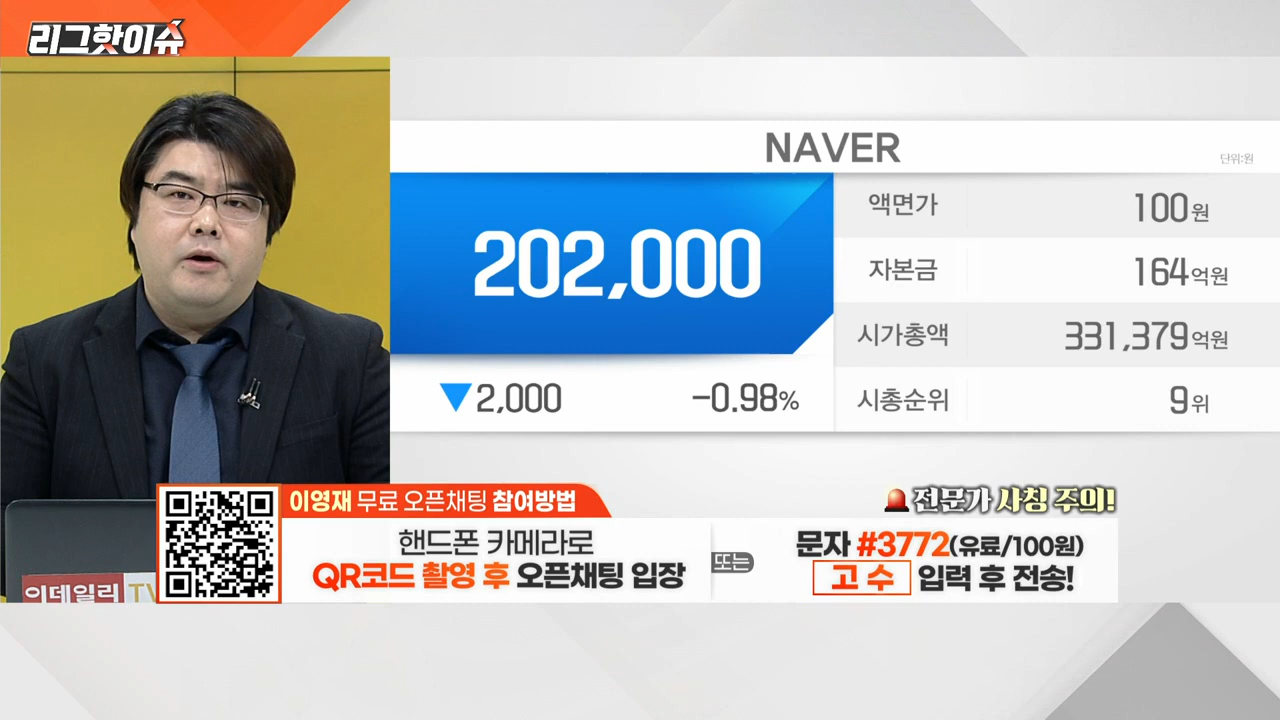 리그핫이슈
NAVER
단위:원
202,000
▼2,000 -0.98%
액면가 100원
자본금 164억원
시가총액 331,379억원
시총순위 9위
이영재 무료 오픈채팅 참여방법
핸드폰 카메라로
QR코드 촬영 후 오픈채팅 입장
또는
전문가 사칭 주의!
문자 #3772(유료/100원)
고수 입력 후 전송!
이데일리 TV